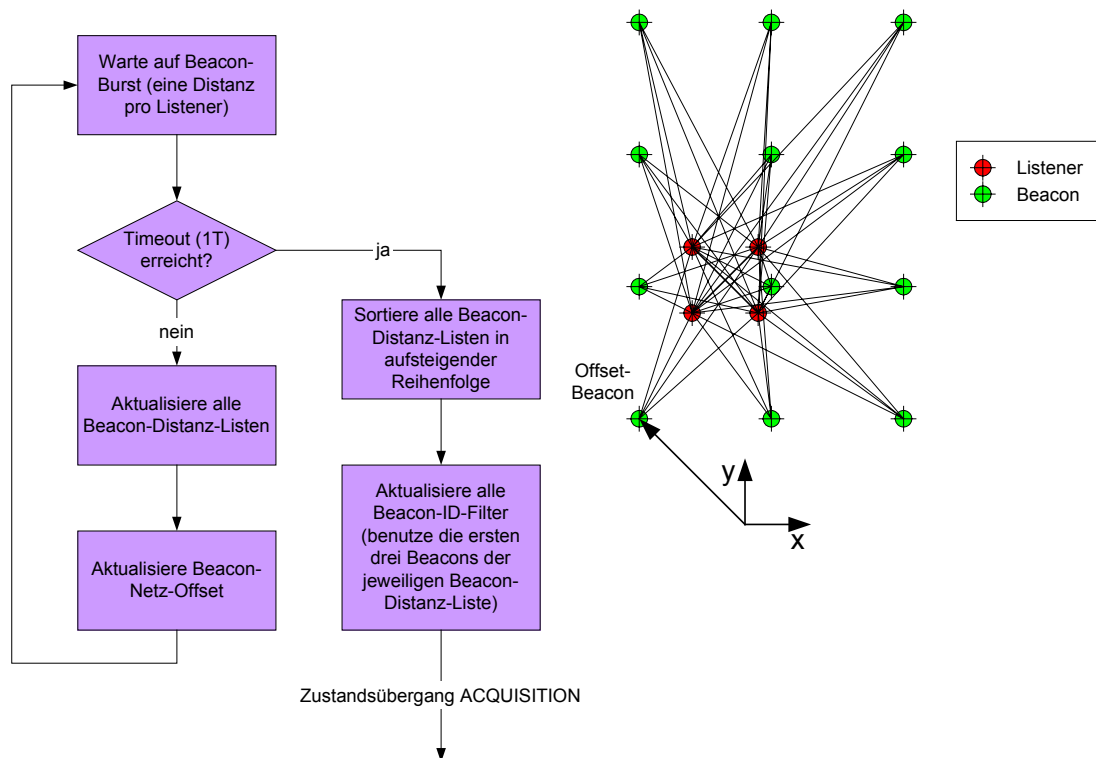 Warte auf Beacon-
Burst (eine Distanz
pro Listener)
Timeout (1T)
erreicht?
ja
nein
Aktualisiere alle
Beacon-Distanz-Listen
Aktualisiere Beacon-
Netz-Offset
Sortiere alle Beacon-
Distanz-Listen in
aufsteigender
Reihenfolge
Aktualisiere alle
Beacon-ID-Filter
(benutze die ersten
drei Beacons der
jeweiligen Beacon-
Distanz-Liste)
Zustandsübergang ACQUISITION
Listener
Beacon
Offset-
Beacon
y
x